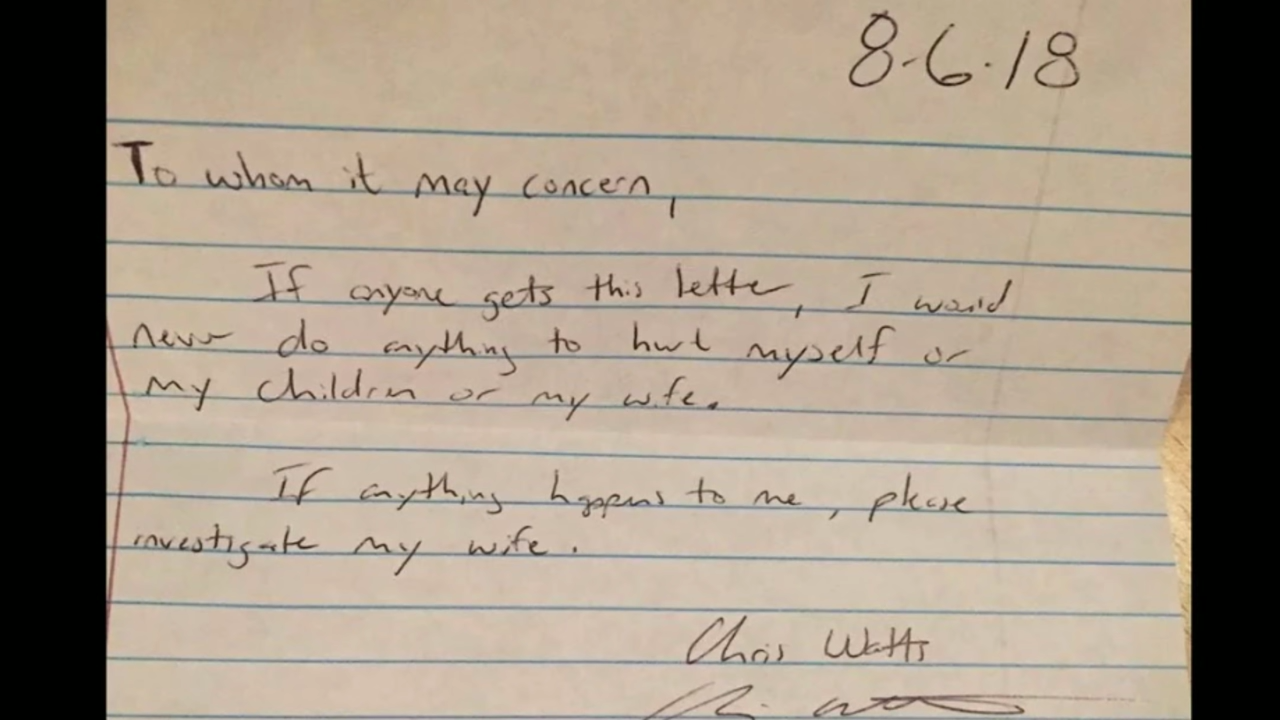 8-6-18
To whom it may concern,
If anyone gets this letter, I would
never do anything to hurt myself or
my children or my wife.
If anything happens to me, please
investigate my wife.
Chris Watts